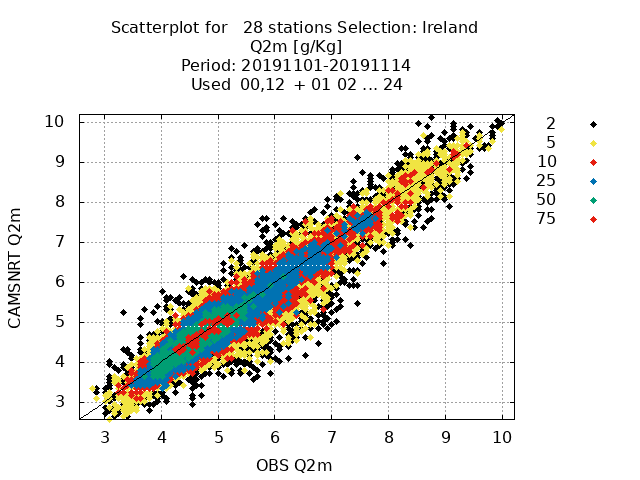 Scatterplot for   28 stations Selection: Ireland
Q2m [g/Kg]
Period: 20191101-20191114
Used 00,12 + 01 02 ... 24
10
9
8
7
6
5
4
3
CAMSNRT Q2m
3 4 5 6 7 8 9 10
OBS Q2m
2
5
10
25
50
75